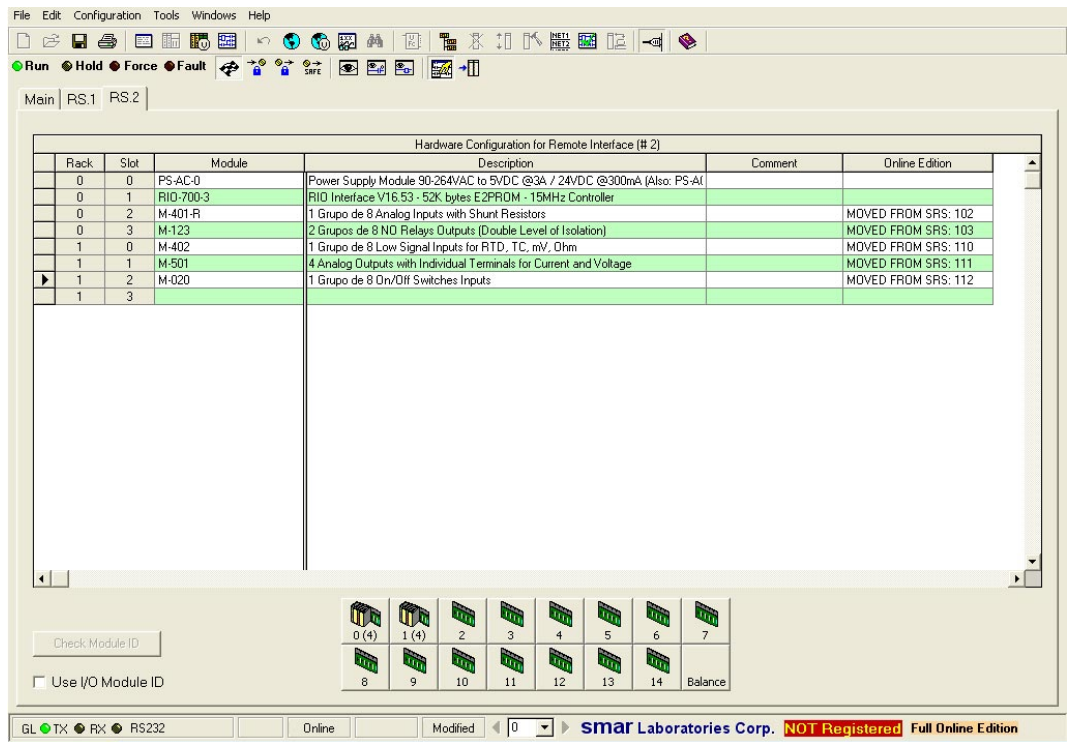 File Edit Configuration Tools Windows Help
Run Hold Force Fault SAFE NET1 NET2
Main RS.1 RS.2
Hardware Configuration for Remote Interface (# 2)
Rack Slot Module Description Comment Online Edition
0 0 PS-AC-0 Power Supply Module 90-264VAC to 5VDC @3A / 24VDC @300mA (Also: PS-A(
0 1 RIO-700-3 RIO Interface V16.53 - 52K bytes E2PROM - 15MHz Controller
0 2 M-401-R 1 Grupo de 8 Analog Inputs with Shunt Resistors MOVED FROM SRS: 102
0 3 M-123 2 Grupos de 8 NO Relays Outputs (Double Level of Isolation) MOVED FROM SRS: 103
1 0 M-402 1 Grupo de 8 Low Signal Inputs for RTD, TC, mV, Ohm MOVED FROM SRS: 110
1 1 M-501 4 Analog Outputs with Individual Terminals for Current and Voltage MOVED FROM SRS: 111
1 2 M-020 1 Grupo de 8 On/Off Switches Inputs MOVED FROM SRS: 112
1 3
0 (4) 1 (4) 2 3 4 5 6 7
Check Module ID
Use I/O Module ID
8 9 10 11 12 13 14 Balance
GL TX RX RS232 Online Modified 0 smar Laboratories Corp. NOT Registered Full Online Edition